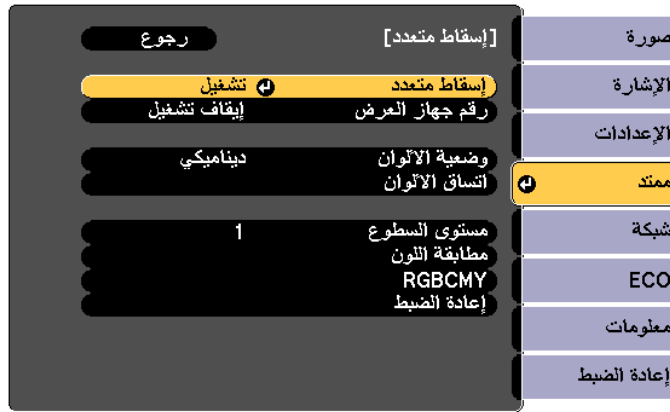 [إسقاط متعدد] رجوع
إسقاط متعدد تشغيل
رقم جهاز العرض إيقاف تشغيل
وضعية الألوان ديناميكي
اتساق الألوان
مستوى السطوع 1
مطابقة اللون
RGBCMY
إعادة الضبط
صورة
الإشارة
الإعدادات
ممتد
شبكة
ECO
معلومات
إعادة الضبط